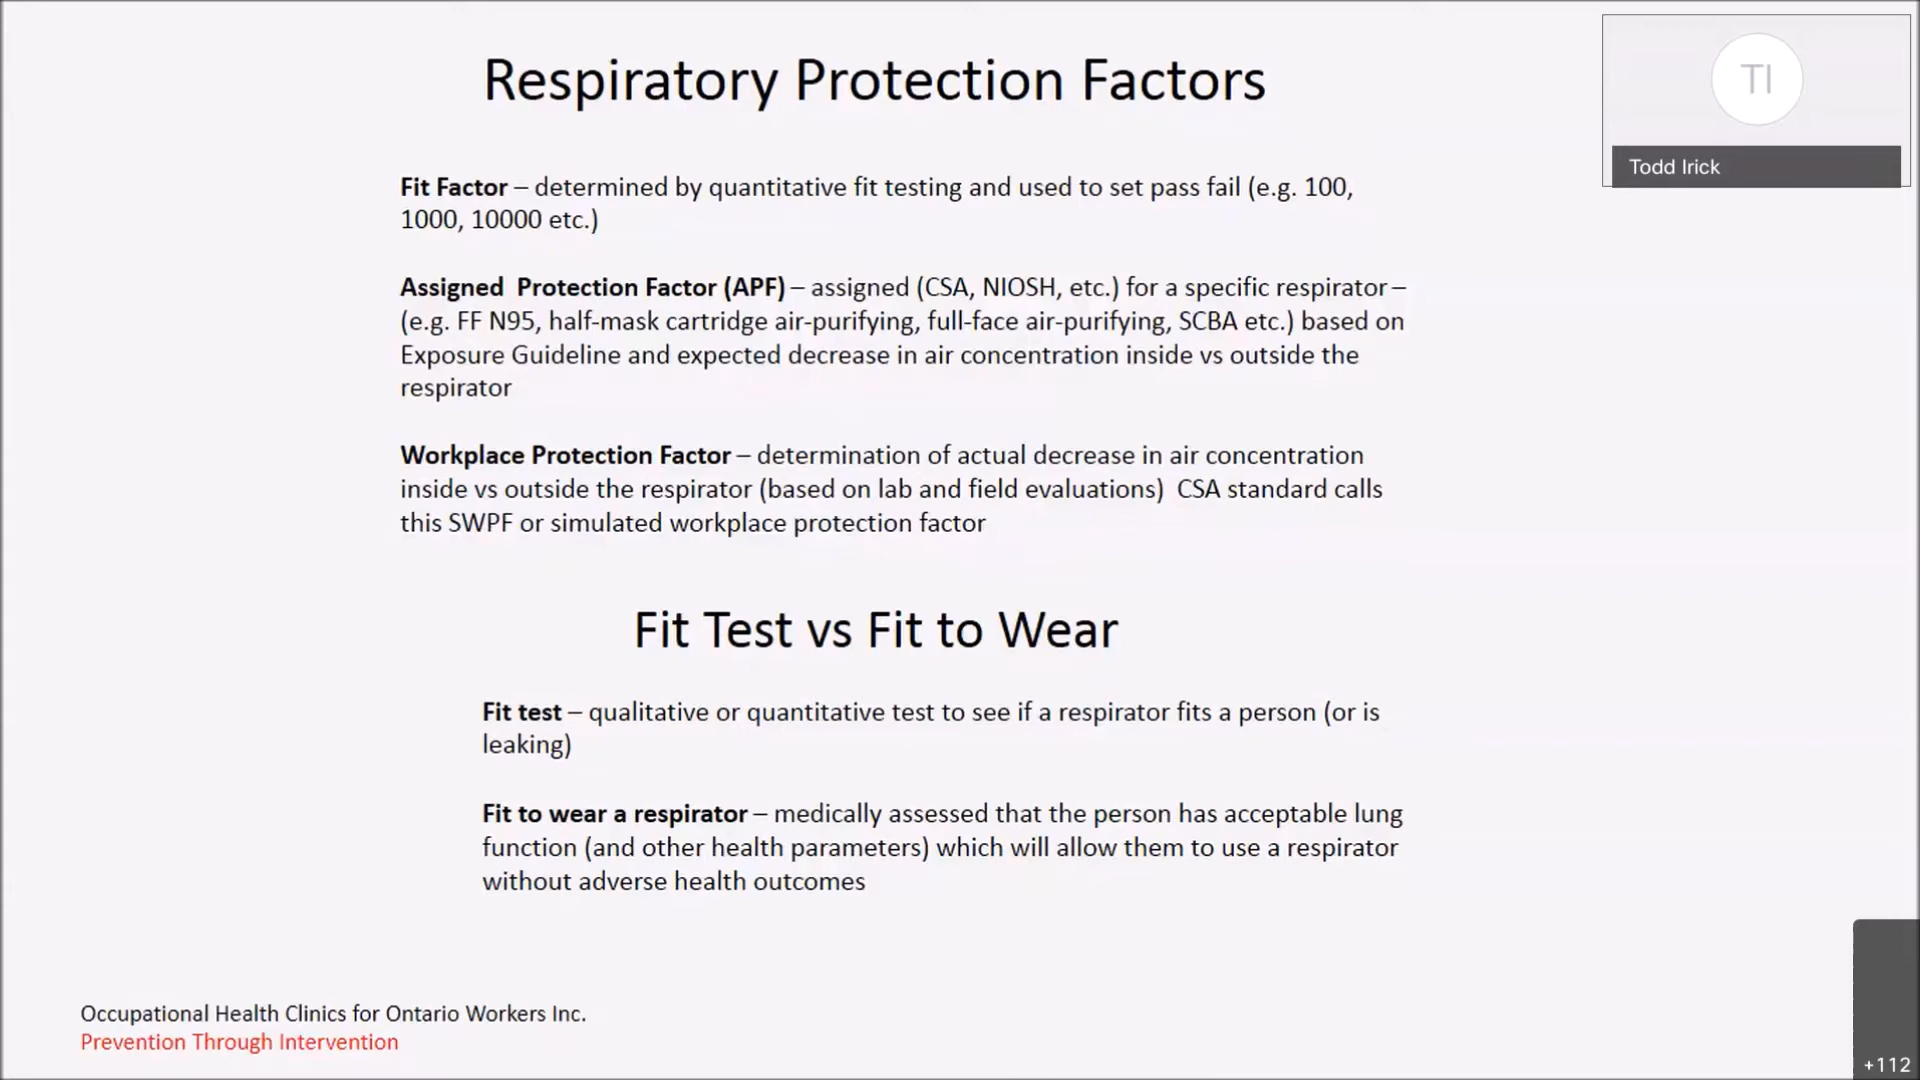 Respiratory Protection Factors
TI
Todd Irick
Fit Factor – determined by quantitative fit testing and used to set pass fail (e.g. 100,
1000, 10000 etc.)
Assigned  Protection Factor (APF) – assigned (CSA, NIOSH, etc.) for a specific respirator –
(e.g. FF N95, half-mask cartridge air-purifying, full-face air-purifying, SCBA etc.) based on
Exposure Guideline and expected decrease in air concentration inside vs outside the
respirator
Workplace Protection Factor – determination of actual decrease in air concentration
inside vs outside the respirator (based on lab and field evaluations)  CSA standard calls
this SWPF or simulated workplace protection factor
Fit Test vs Fit to Wear
Fit test – qualitative or quantitative test to see if a respirator fits a person (or is
leaking)
Fit to wear a respirator – medically assessed that the person has acceptable lung
function (and other health parameters) which will allow them to use a respirator
without adverse health outcomes
Occupational Health Clinics for Ontario Workers Inc.
Prevention Through Intervention
+112